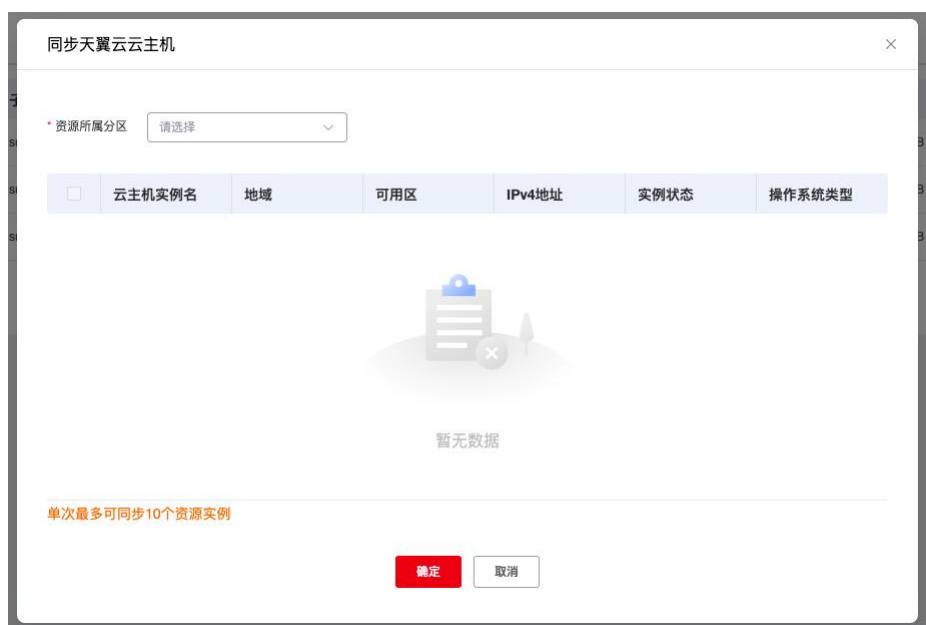 同步天翼云云主机
* 资源所属分区 请选择
云主机实例名 地域 可用区 IPv4地址 实例状态 操作系统类型
暂无数据
单次最多可同步10个资源实例
确定 取消